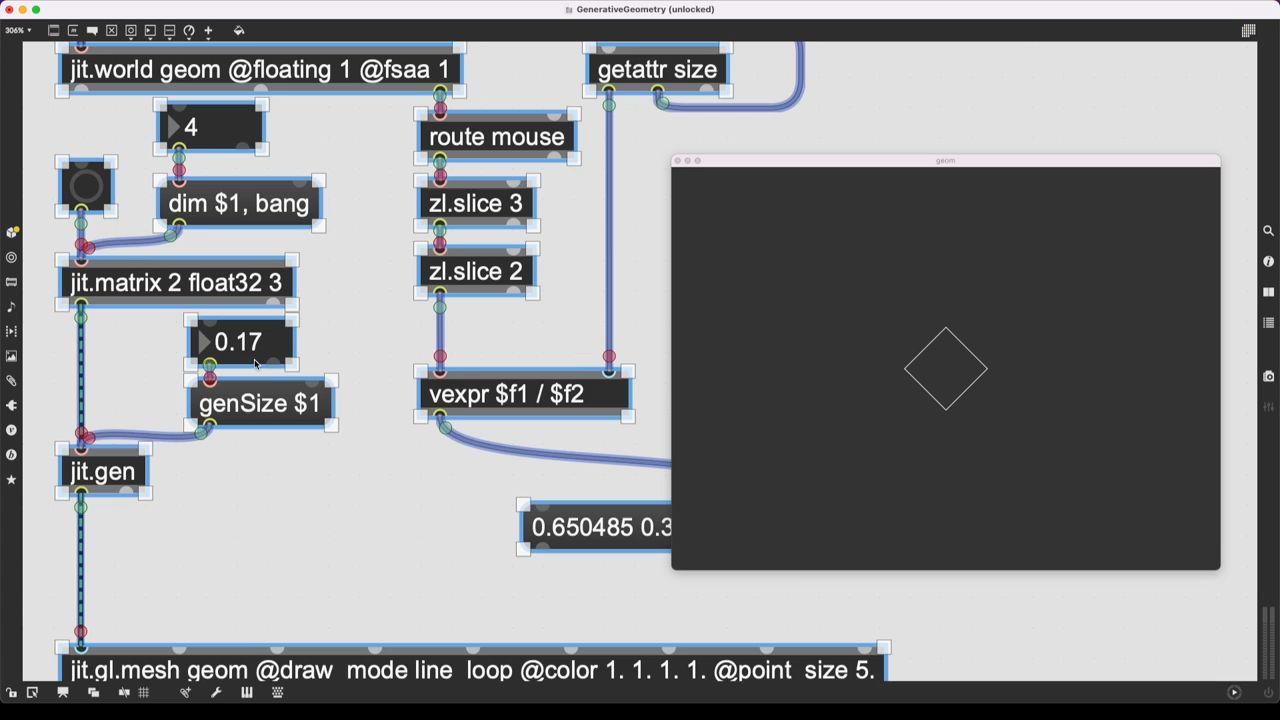 GenerativeGeometry (unlocked)
306%
jit.world geom @floating 1 @fsaa 1
getattr size
4
route mouse
geom
dim $1, bang
zl.slice 3
zl.slice 2
jit.matrix 2 float32 3
0.17
genSize $1
vexpr $f1 / $f2
jit.gen
0.650485 0.3
jit.gl.mesh geom @draw_mode line_loop @color 1. 1. 1. 1. @point_size 5.